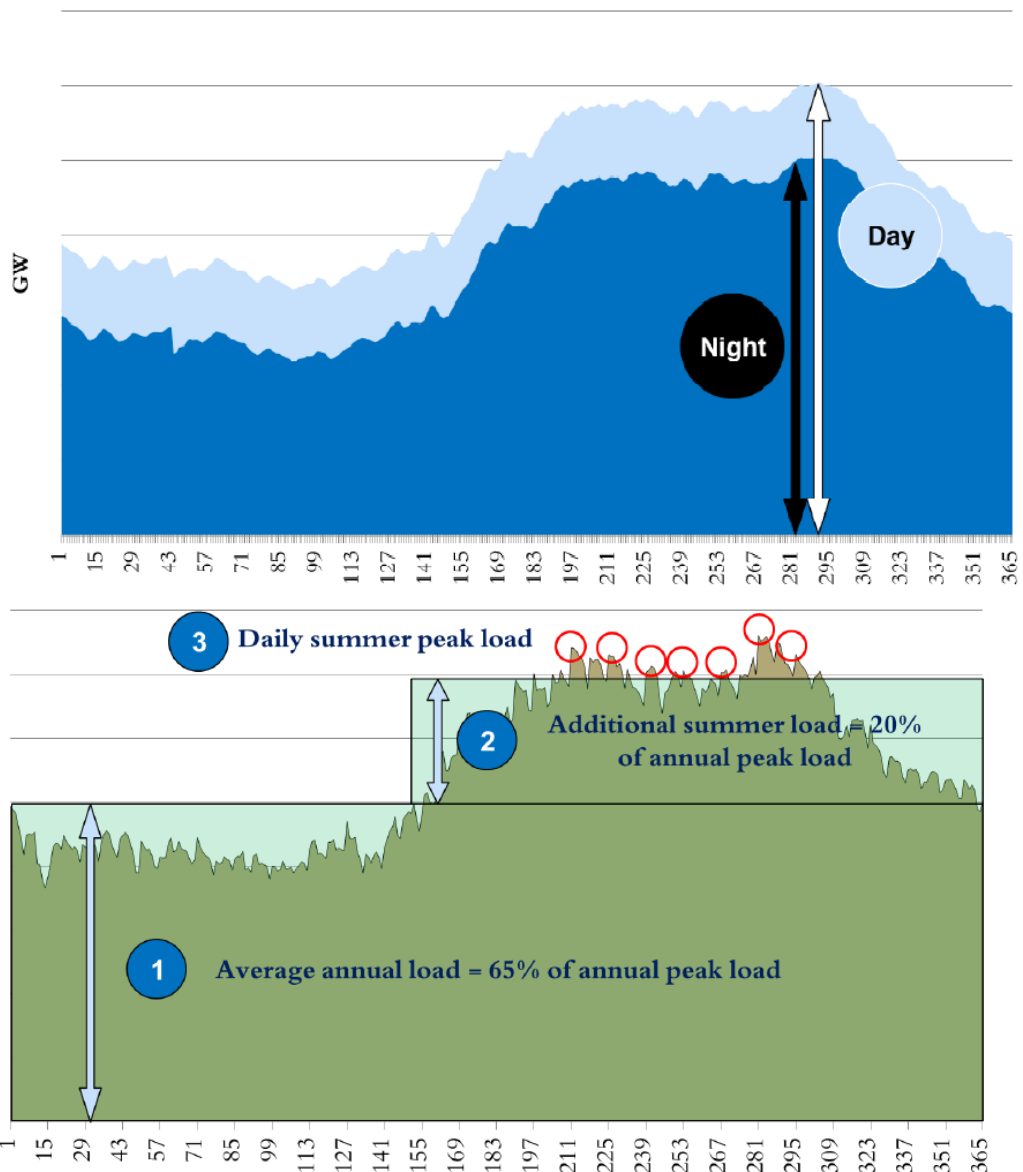 GW
Day
Night
1 15 29 43 57 71 85 99 113 127 141 155 169 183 197 211 225 239 253 267 281 295 309 323 337 351 365
3 Daily summer peak load
2 Additional summer load = 20%
of annual peak load
1 Average annual load = 65% of annual peak load
1 15 29 43 57 71 85 99 113 127 141 155 169 183 197 211 225 239 253 267 281 295 309 323 337 351 365